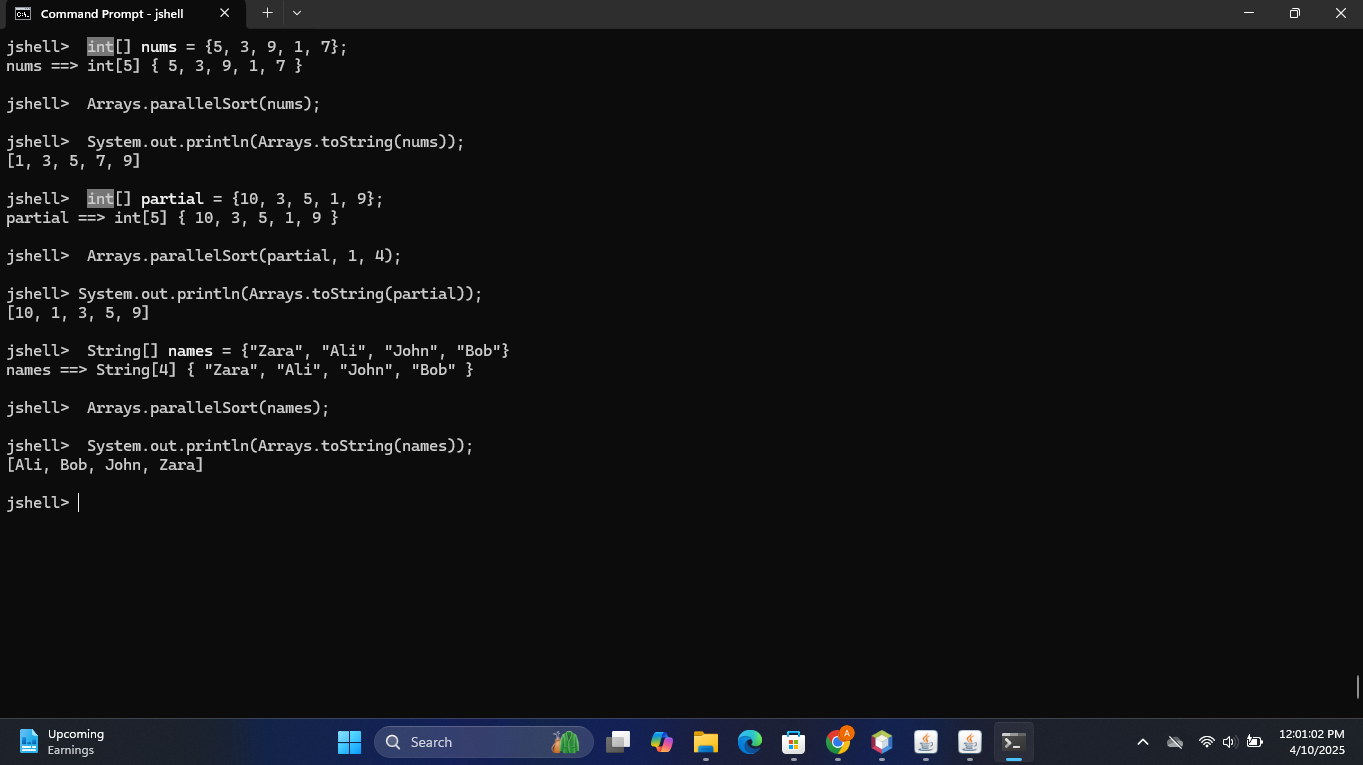 Command Prompt - jshell
jshell>  int[] nums = {5, 3, 9, 1, 7};
nums ==> int[5] { 5, 3, 9, 1, 7 }
jshell>  Arrays.parallelSort(nums);
jshell>  System.out.println(Arrays.toString(nums));
[1, 3, 5, 7, 9]
jshell>  int[] partial = {10, 3, 5, 1, 9};
partial ==> int[5] { 10, 3, 5, 1, 9 }
jshell>  Arrays.parallelSort(partial, 1, 4);
jshell> System.out.println(Arrays.toString(partial));
[10, 1, 3, 5, 9]
jshell>  String[] names = {"Zara", "Ali", "John", "Bob"}
names ==> String[4] { "Zara", "Ali", "John", "Bob" }
jshell>  Arrays.parallelSort(names);
jshell>  System.out.println(Arrays.toString(names));
[Ali, Bob, John, Zara]
jshell>
Upcoming
Earnings
Search
A
12:01:02 PM
4/10/2025